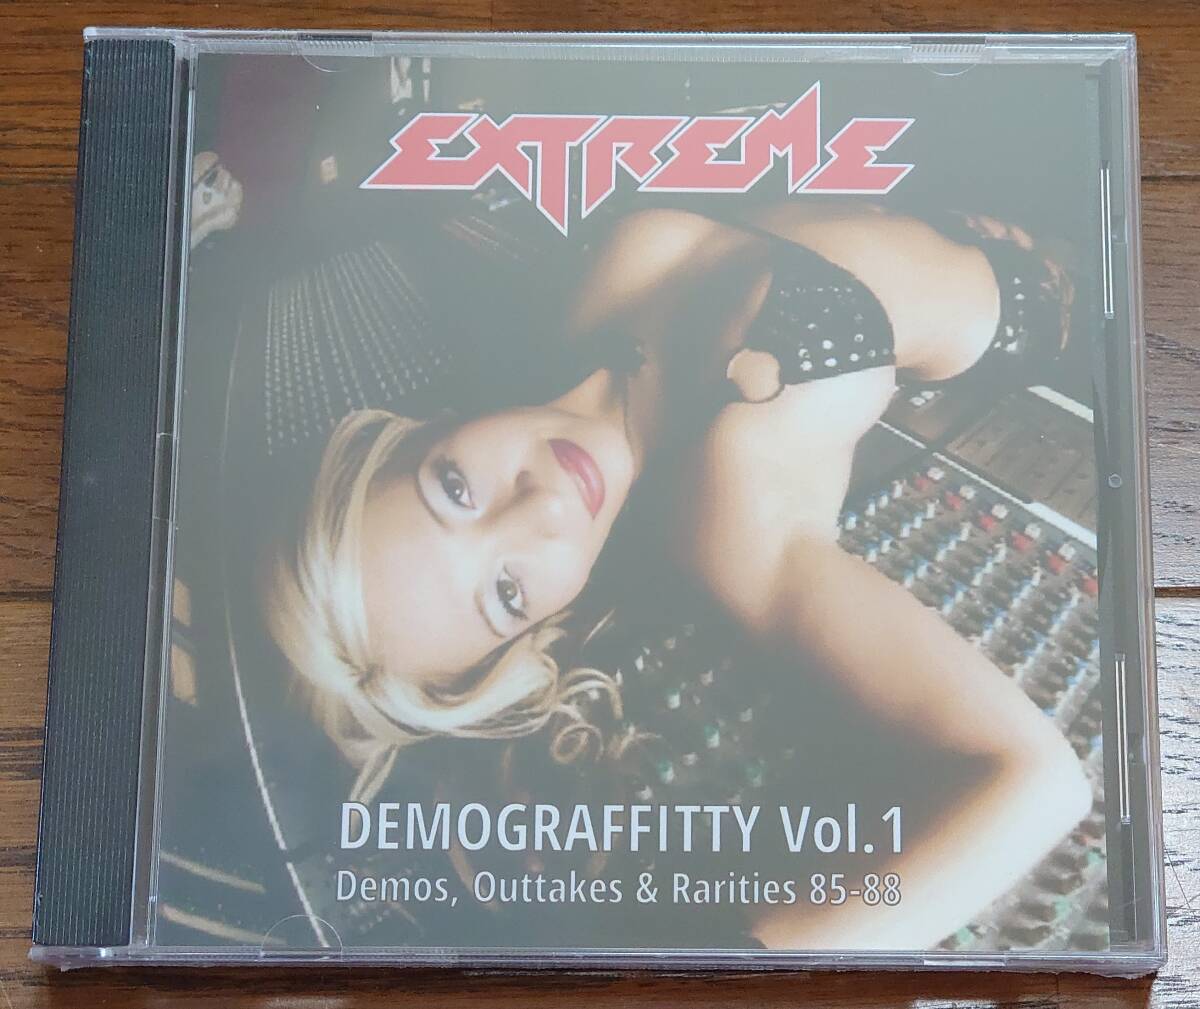 EXTREME
DEMOGRAFFITTY Vol.1
Demos, Outtakes & Rarities 85-88